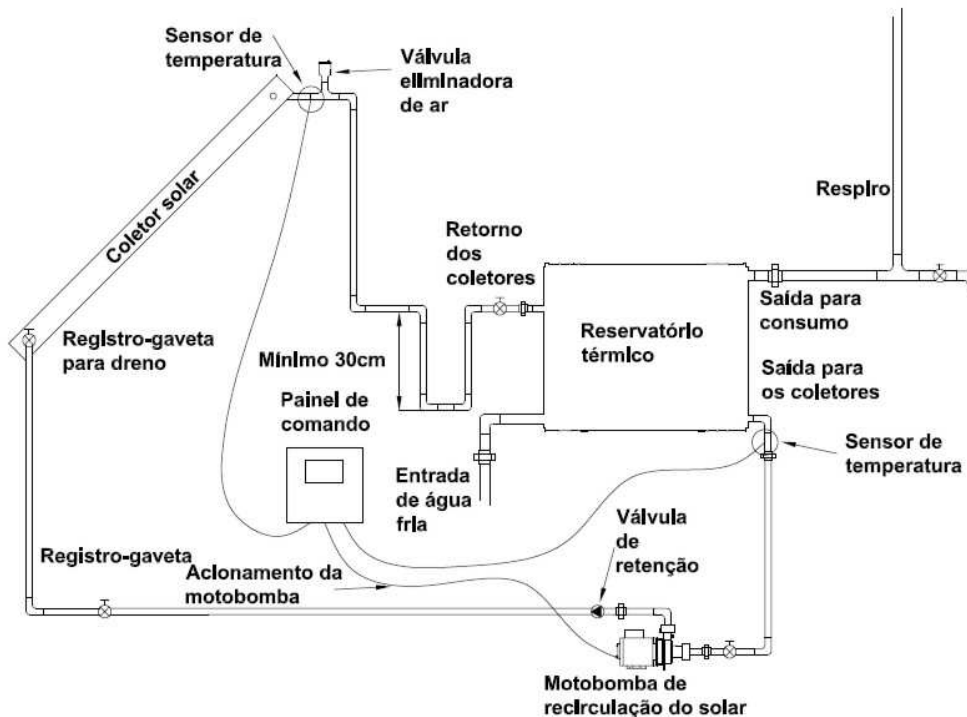 Sensor de
temperatura
Válvula
eliminadora
de ar
Coletor solar
Respiro
Retorno
dos
coletores
Registro-gaveta
para dreno
Mínimo 30cm
Reservatório
térmico
Saída para
consumo
Saída para
os coletores
Painel de
comando
Entrada
de água
fria
Sensor de
temperatura
Válvula
de
retenção
Registro-gaveta
Acionamento da
motobomba
Motobomba de
recirculação do solar